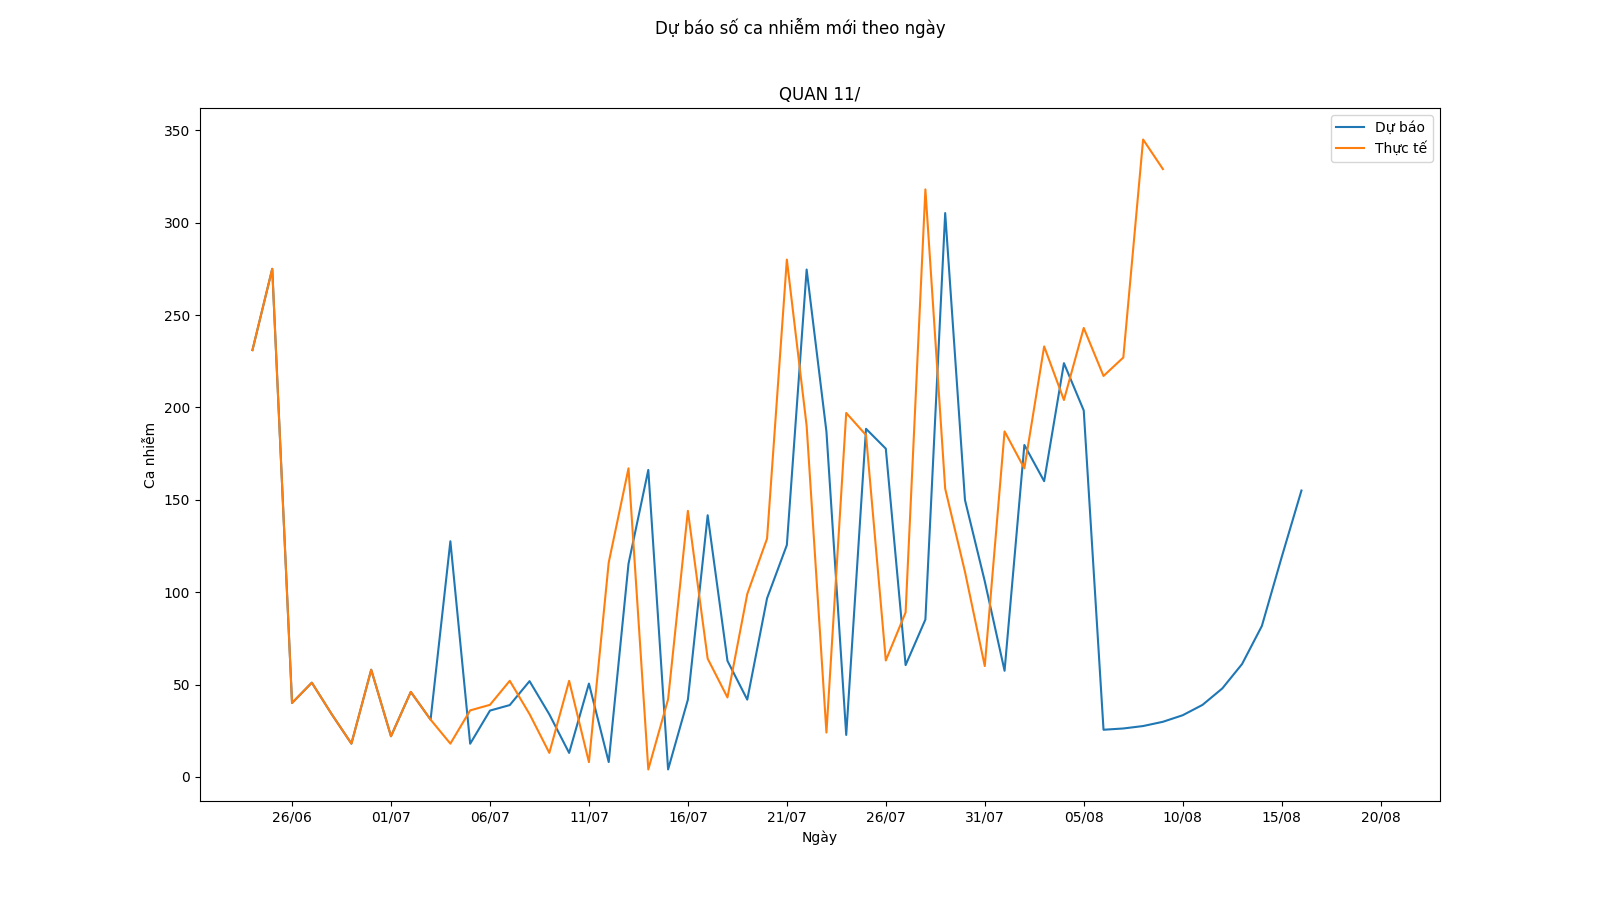 Dự báo số ca nhiễm mới theo ngày
QUAN 11/
Dự báo
Thực tế
350
300
250
200
150
100
50
0
Ca nhiễm
26/06 01/07 06/07 11/07 16/07 21/07 26/07 31/07 05/08 10/08 15/08 20/08
Ngày